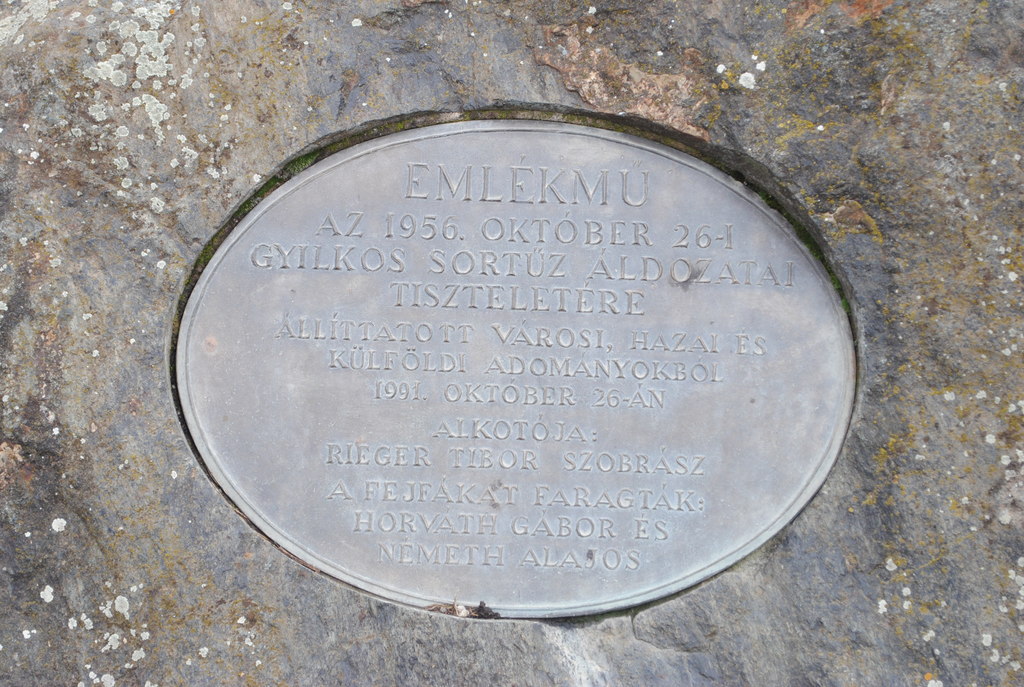 EMLÉKMŰ
AZ 1956. OKTÓBER 26-I
GYILKOS SORTŰZ ÁLDOZATAI
TISZTELETÉRE
ÁLLÍTTATOTT VÁROSI, HAZAI ÉS
KÜLFÖLDI ADOMÁNYOKBÓL
1991. OKTÓBER 26-ÁN
ALKOTÓJA:
RIEGER TIBOR SZOBRÁSZ
A FEJFÁKAT FARAGTÁK:
HORVÁTH GÁBOR ÉS
NÉMETH ALAJOS